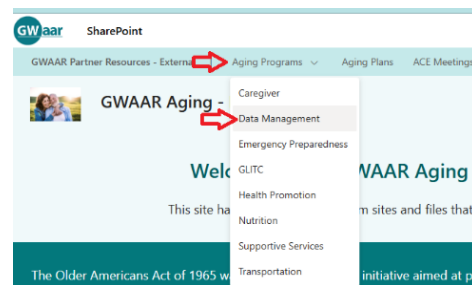 GWaar SharePoint
GWAAR Partner Resources - Externa Aging Programs Aging Plans ACE Meetings
GWAAR Aging -
Caregiver
Data Management
Emergency Preparedness
GLITC
Health Promotion
Nutrition
Supportive Services
Transportation
Welc WAAR Aging
This site ha m sites and files that
The Older Americans Act of 1965 w initiative aimed at p